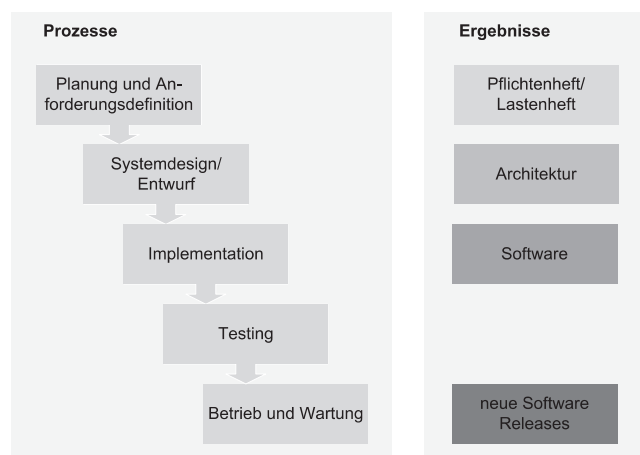 Prozesse
Planung und An-
forderungsdefinition
Systemdesign/
Entwurf
Implementation
Testing
Betrieb und Wartung
Ergebnisse
Pflichtenheft/
Lastenheft
Architektur
Software
neue Software
Releases